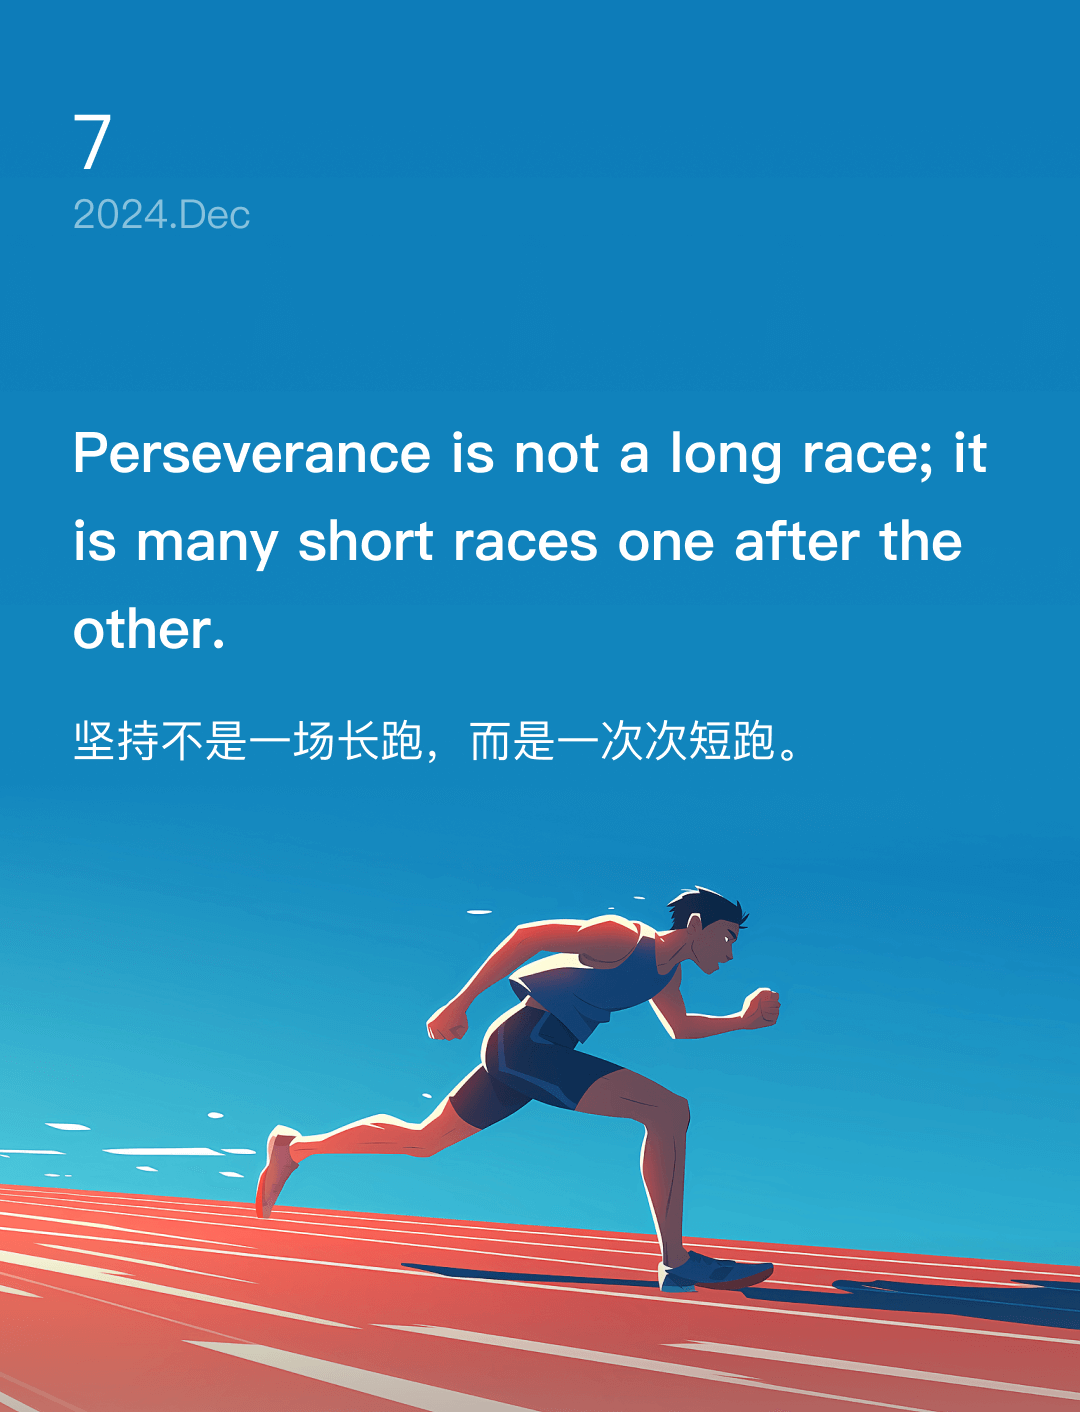 7
2024.Dec
Perseverance is not a long race; it
is many short races one after the
other.
坚持不是一场长跑，而是一次次短跑。